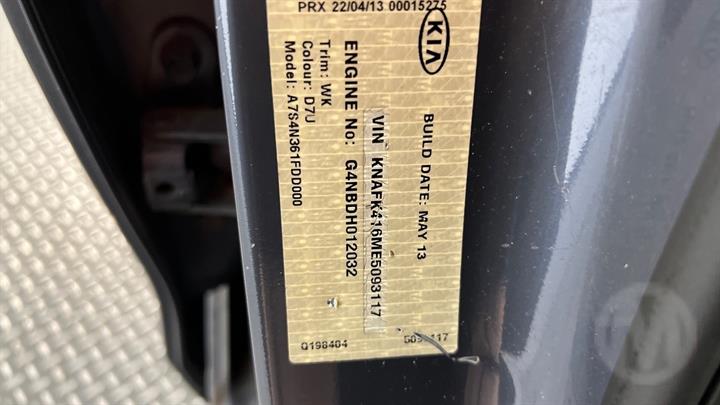 PRX 22/04/13 00015275
KIA
BUILD DATE: MAY 13
VIN KNAFK416ME5093117
ENGINE No: G4NBDH012032
Trim: WK
Colour: D7U
Model: A7S4N361FDD000
Q198404
M